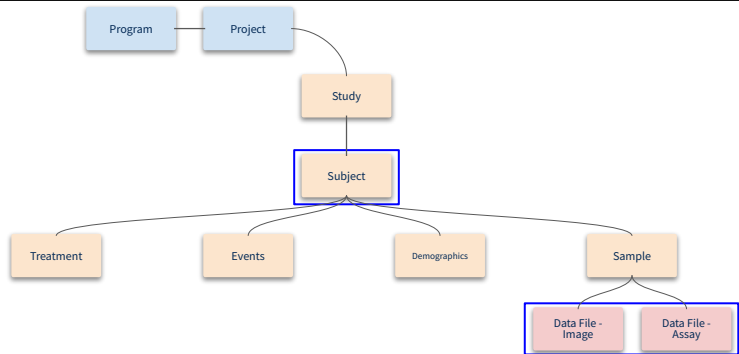 Program
Project
Study
Subject
Treatment
Events
Demographics
Sample
Data File -
Image
Data File -
Assay